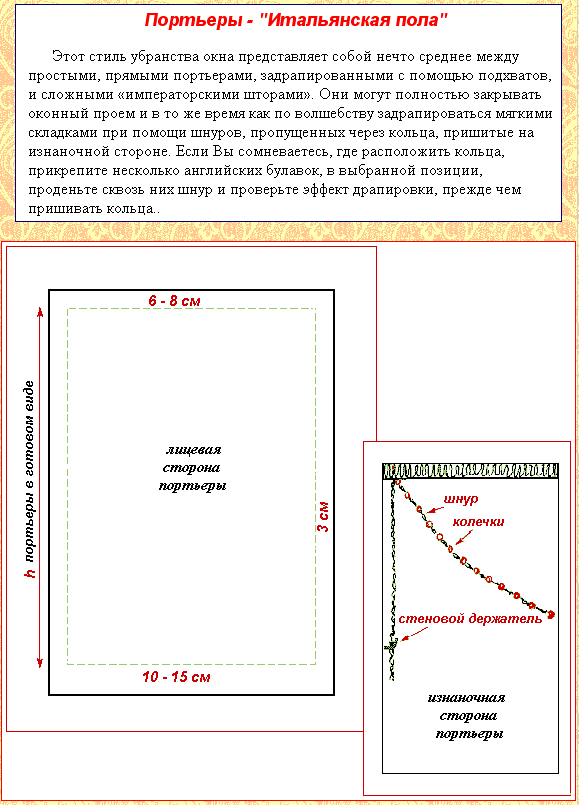 Портьеры - "Итальянская пола"
Этот стиль убранства окна представляет собой нечто среднее между
простыми, прямыми портьерами, задрапированными с помощью подхватов,
и сложными «императорскими шторами». Они могут полностью закрывать
оконный проем и в то же время как по волшебству задрапироваться мягкими
складками при помощи шнуров, пропущенных через кольца, пришитые на
изнаночной стороне. Если Вы сомневаетесь, где расположить кольца,
прикрепите несколько английских булавок, в выбранной позиции,
проденьте сквозь них шнур и проверьте эффект драпировки, прежде чем
пришивать кольца..
6 - 8 см
h портьеры в готовом виде
лицевая
сторона
портьеры
3 см
10 - 15 см
шнур
колечки
стеновой держатель
изнаночная
сторона
портьеры